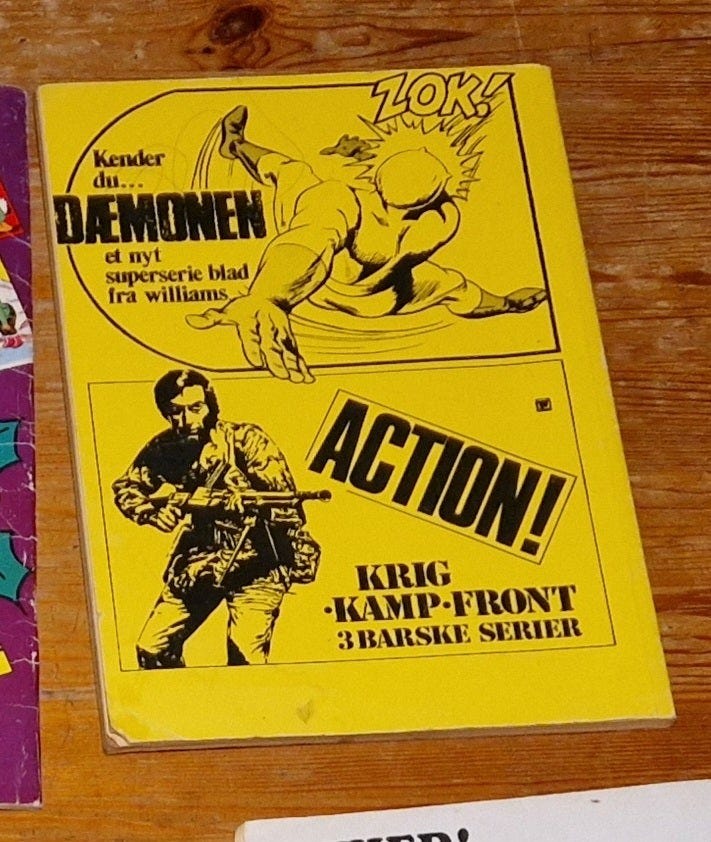 ZOK!
Kender
du...
DÆMONEN
et nyt
superserie blad
fra williams
ACTION!
KRIG
·KAMP·FRONT
3 BARSKE SERIER